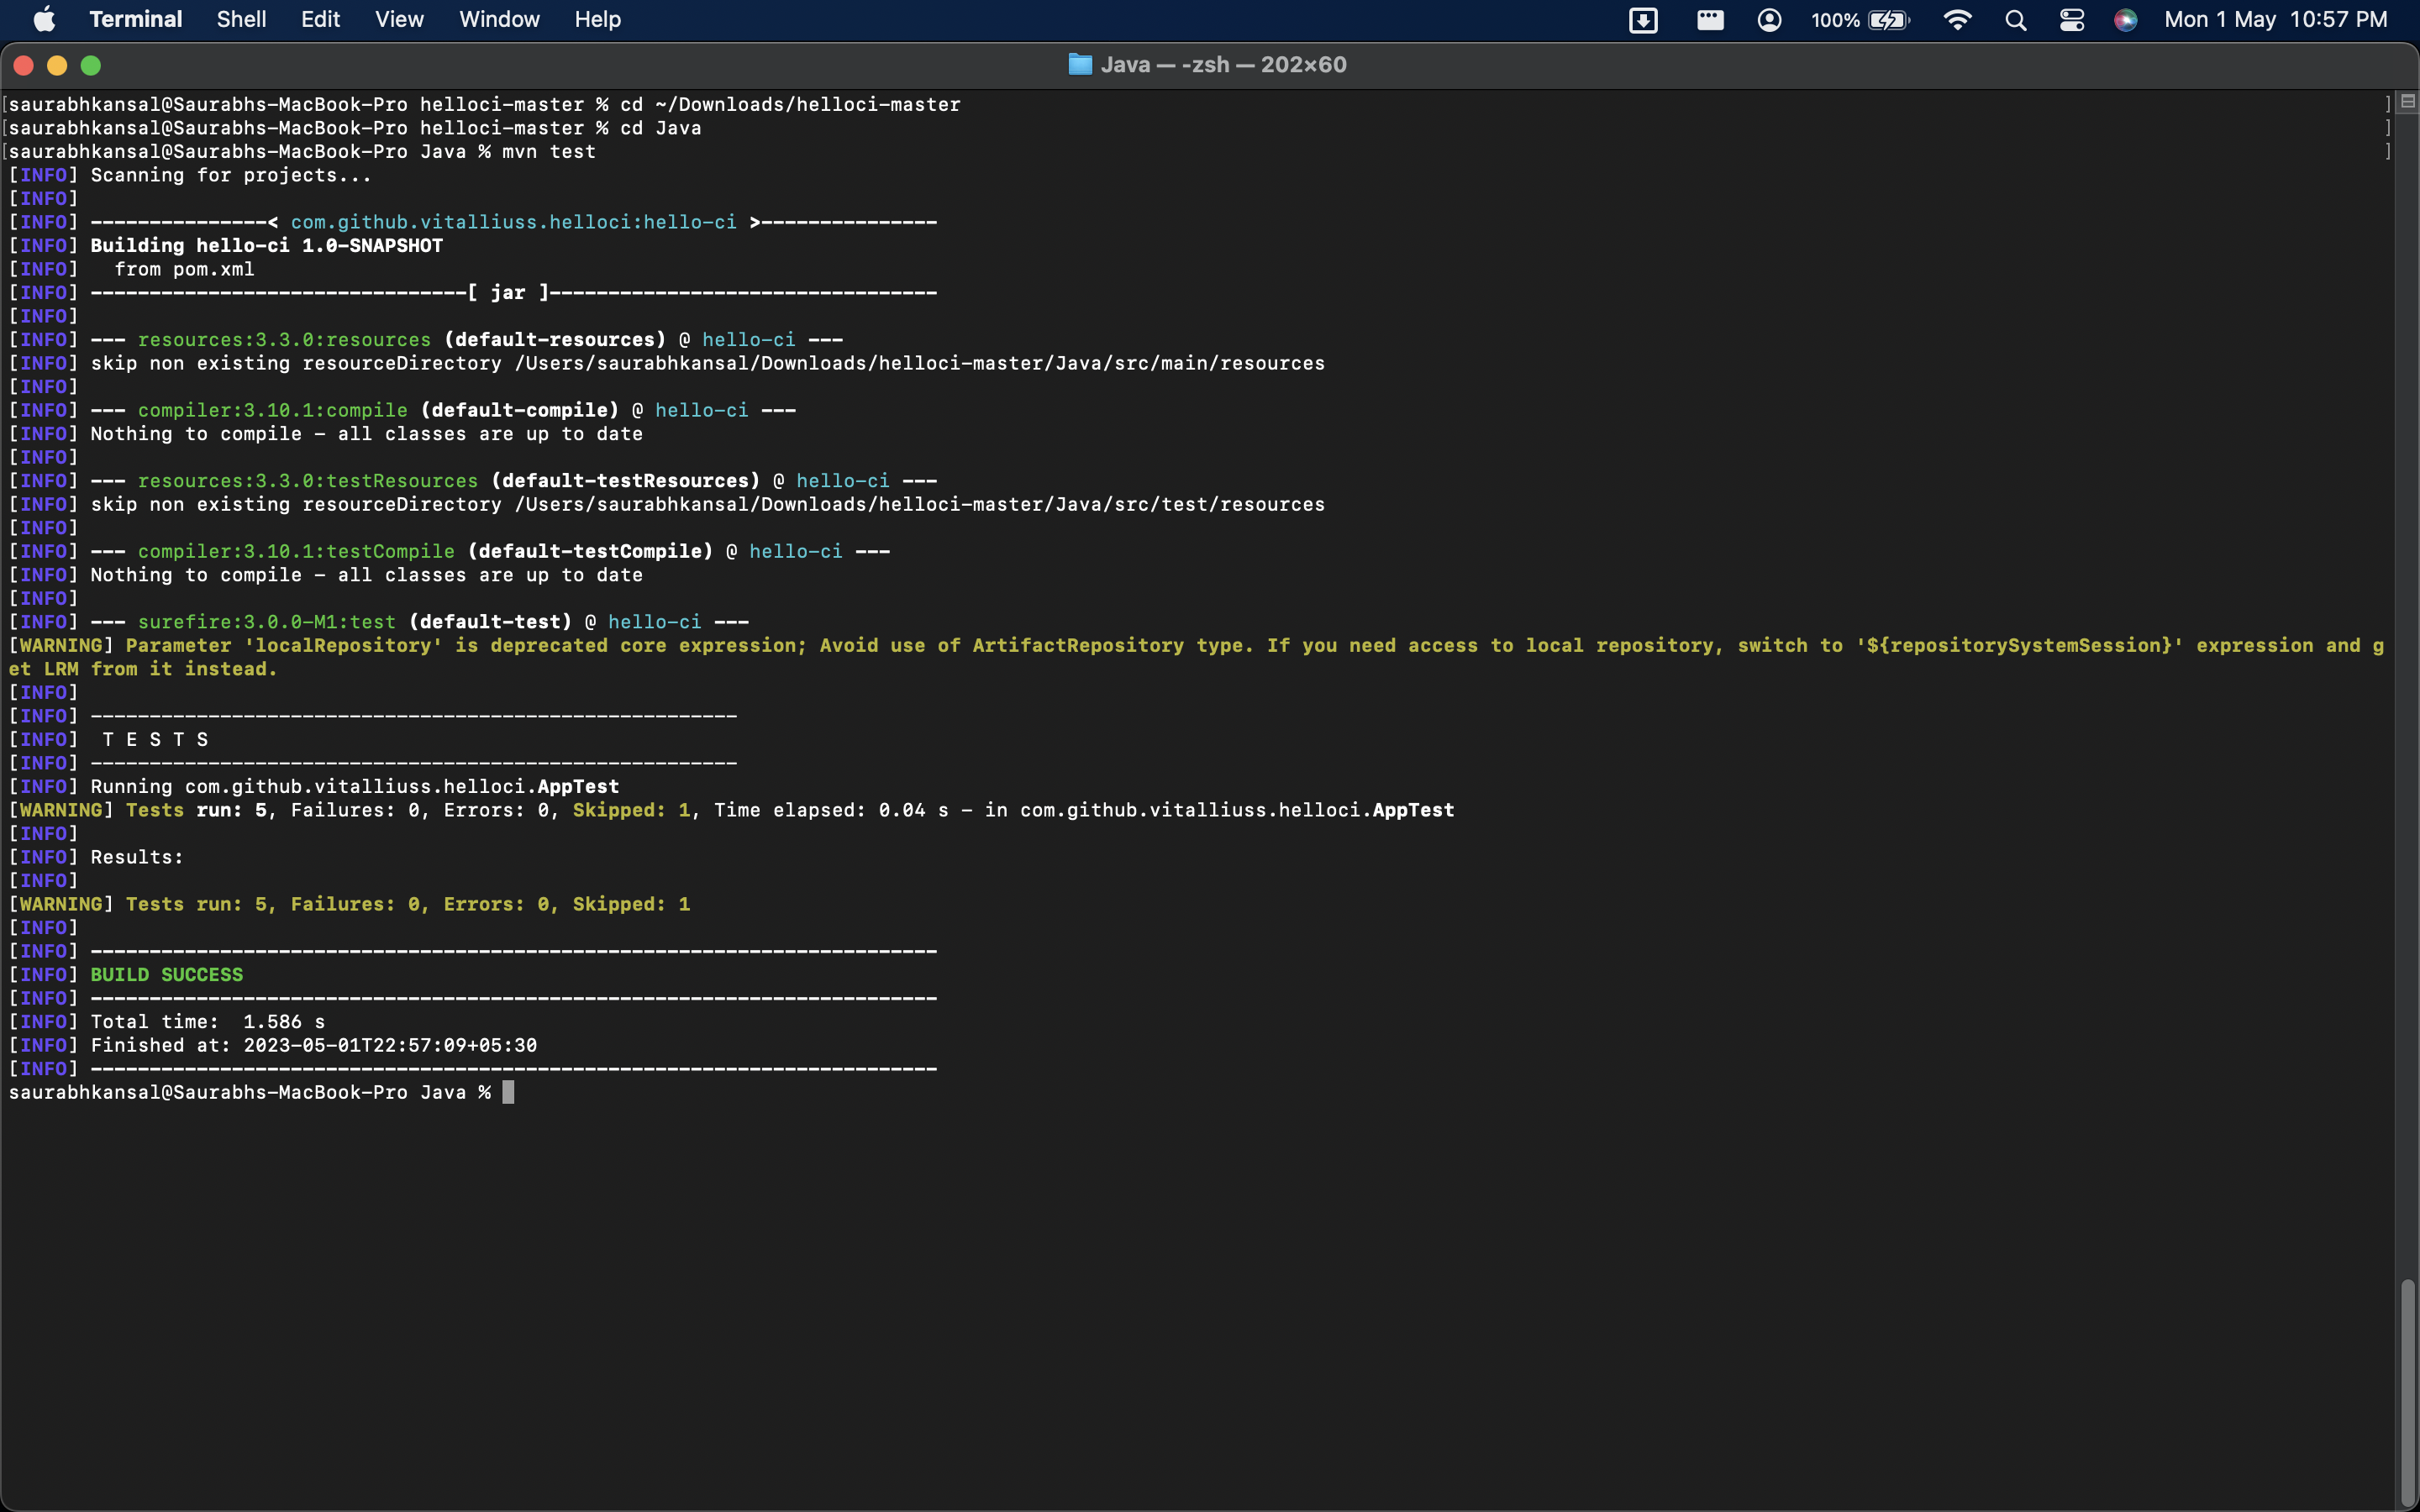 Terminal Shell Edit View Window Help 100% Mon 1 May 10:57 PM
Java — -zsh — 202×60
[saurabhkansal@Saurabhs-MacBook-Pro helloci-master % cd ~/Downloads/helloci-master ]
[saurabhkansal@Saurabhs-MacBook-Pro helloci-master % cd Java ]
[saurabhkansal@Saurabhs-MacBook-Pro Java % mvn test ]
[INFO] Scanning for projects...
[INFO]
[INFO] ---------------< com.github.vitalliuss.helloci:hello-ci >---------------
[INFO] Building hello-ci 1.0-SNAPSHOT
[INFO]   from pom.xml
[INFO] --------------------------------[ jar ]---------------------------------
[INFO]
[INFO] --- resources:3.3.0:resources (default-resources) @ hello-ci ---
[INFO] skip non existing resourceDirectory /Users/saurabhkansal/Downloads/helloci-master/Java/src/main/resources
[INFO]
[INFO] --- compiler:3.10.1:compile (default-compile) @ hello-ci ---
[INFO] Nothing to compile - all classes are up to date
[INFO]
[INFO] --- resources:3.3.0:testResources (default-testResources) @ hello-ci ---
[INFO] skip non existing resourceDirectory /Users/saurabhkansal/Downloads/helloci-master/Java/src/test/resources
[INFO]
[INFO] --- compiler:3.10.1:testCompile (default-testCompile) @ hello-ci ---
[INFO] Nothing to compile - all classes are up to date
[INFO]
[INFO] --- surefire:3.0.0-M1:test (default-test) @ hello-ci ---
[WARNING] Parameter 'localRepository' is deprecated core expression; Avoid use of ArtifactRepository type. If you need access to local repository, switch to '${repositorySystemSession}' expression and g
et LRM from it instead.
[INFO]
[INFO] -------------------------------------------------------
[INFO]  T E S T S
[INFO] -------------------------------------------------------
[INFO] Running com.github.vitalliuss.helloci.AppTest
[WARNING] Tests run: 5, Failures: 0, Errors: 0, Skipped: 1, Time elapsed: 0.04 s - in com.github.vitalliuss.helloci.AppTest
[INFO]
[INFO] Results:
[INFO]
[WARNING] Tests run: 5, Failures: 0, Errors: 0, Skipped: 1
[INFO]
[INFO] ------------------------------------------------------------------------
[INFO] BUILD SUCCESS
[INFO] ------------------------------------------------------------------------
[INFO] Total time:  1.586 s
[INFO] Finished at: 2023-05-01T22:57:09+05:30
[INFO] ------------------------------------------------------------------------
saurabhkansal@Saurabhs-MacBook-Pro Java %